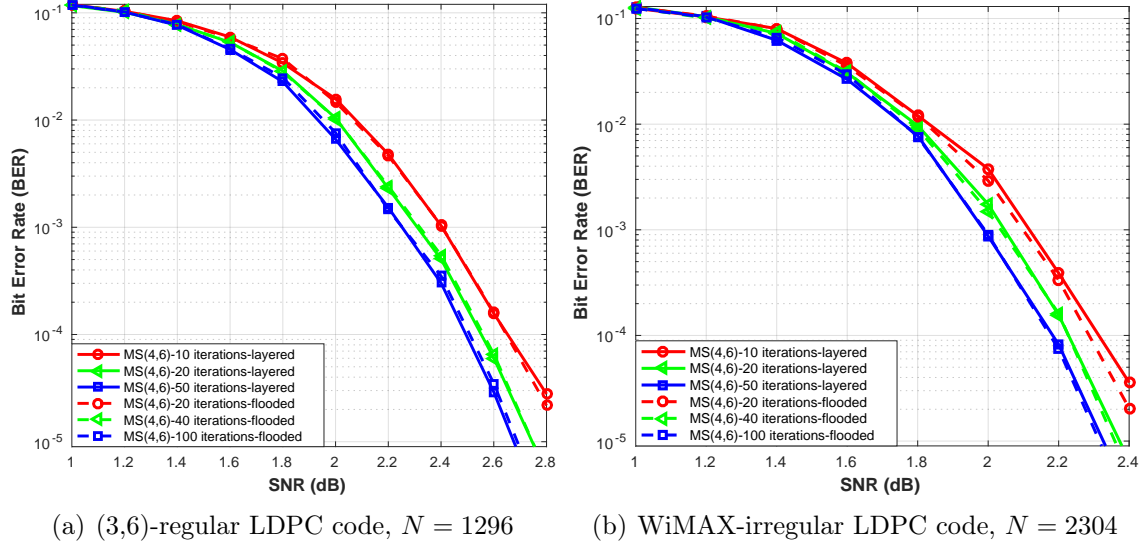 10^{-1}
10^{-2}
10^{-3}
10^{-4}
10^{-5}
Bit Error Rate (BER)
MS(4,6)-10 iterations-layered
MS(4,6)-20 iterations-layered
MS(4,6)-50 iterations-layered
MS(4,6)-20 iterations-flooded
MS(4,6)-40 iterations-flooded
MS(4,6)-100 iterations-flooded
1 1.2 1.4 1.6 1.8 2 2.2 2.4 2.6 2.8
SNR (dB)
(a) (3,6)-regular LDPC code, N = 1296
10^{-1}
10^{-2}
10^{-3}
10^{-4}
10^{-5}
Bit Error Rate (BER)
MS(4,6)-10 iterations-layered
MS(4,6)-20 iterations-layered
MS(4,6)-50 iterations-layered
MS(4,6)-20 iterations-flooded
MS(4,6)-40 iterations-flooded
MS(4,6)-100 iterations-flooded
1 1.2 1.4 1.6 1.8 2 2.2 2.4
SNR (dB)
(b) WiMAX-irregular LDPC code, N = 2304